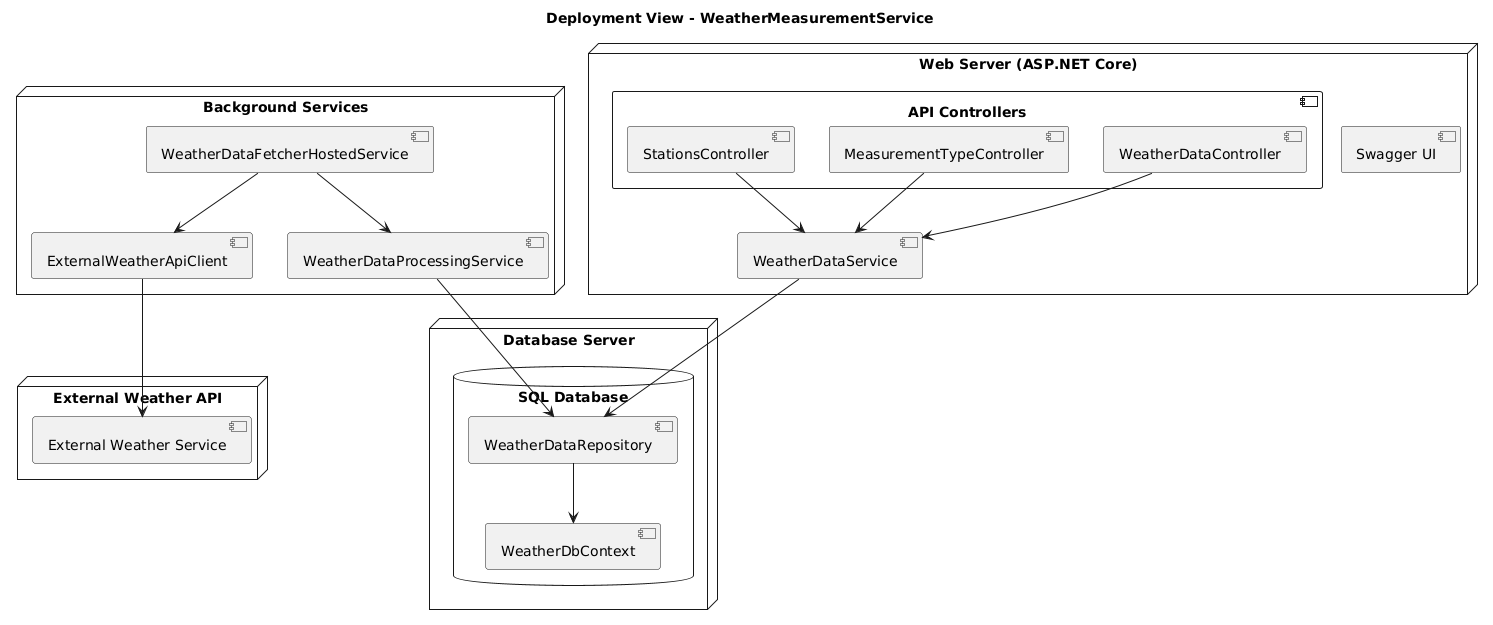 Deployment View - WeatherMeasurementService
Web Server (ASP.NET Core)
API Controllers
StationsController
MeasurementTypeController
WeatherDataController
Swagger UI
WeatherDataService
Background Services
WeatherDataFetcherHostedService
ExternalWeatherApiClient
WeatherDataProcessingService
Database Server
SQL Database
WeatherDataRepository
WeatherDbContext
External Weather API
External Weather Service